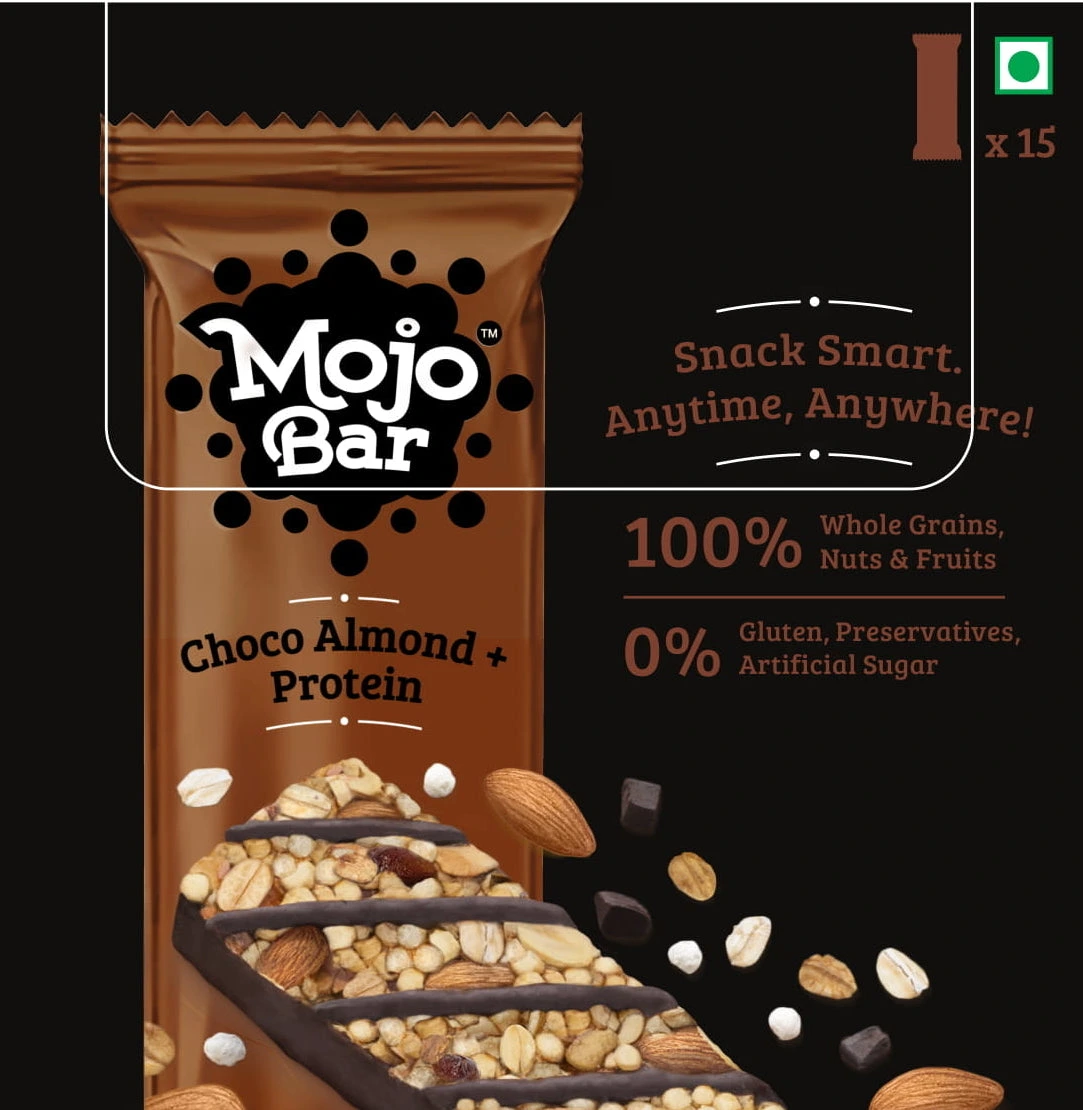 x 15
Mojo
Bar
TM
Snack Smart.
Anytime, Anywhere!
100% Whole Grains,
Nuts & Fruits
0% Gluten, Preservatives,
Artificial Sugar
Choco Almond +
Protein